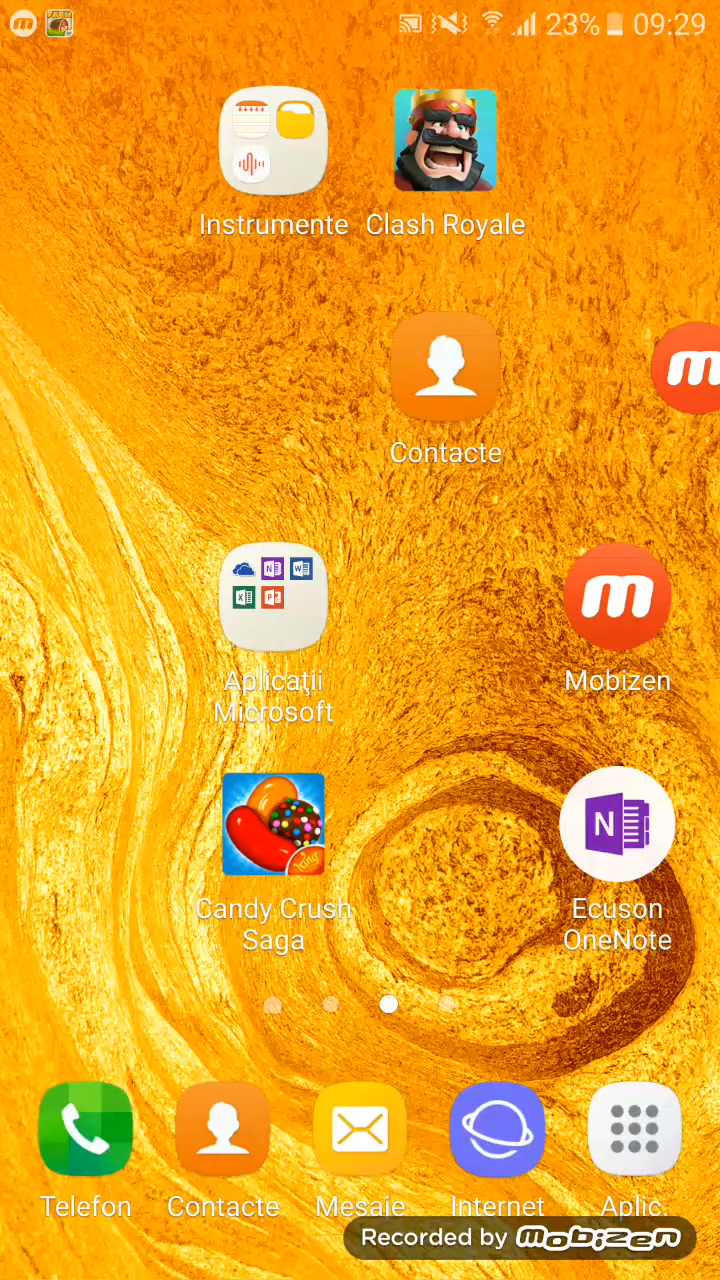 23% 09:29
Instrumente Clash Royale
Contacte
Aplicaţii
Microsoft
Mobizen
Candy Crush
Saga
Ecuson
OneNote
Telefon Contacte Mesaje Internet Aplic.
Recorded by mobizen